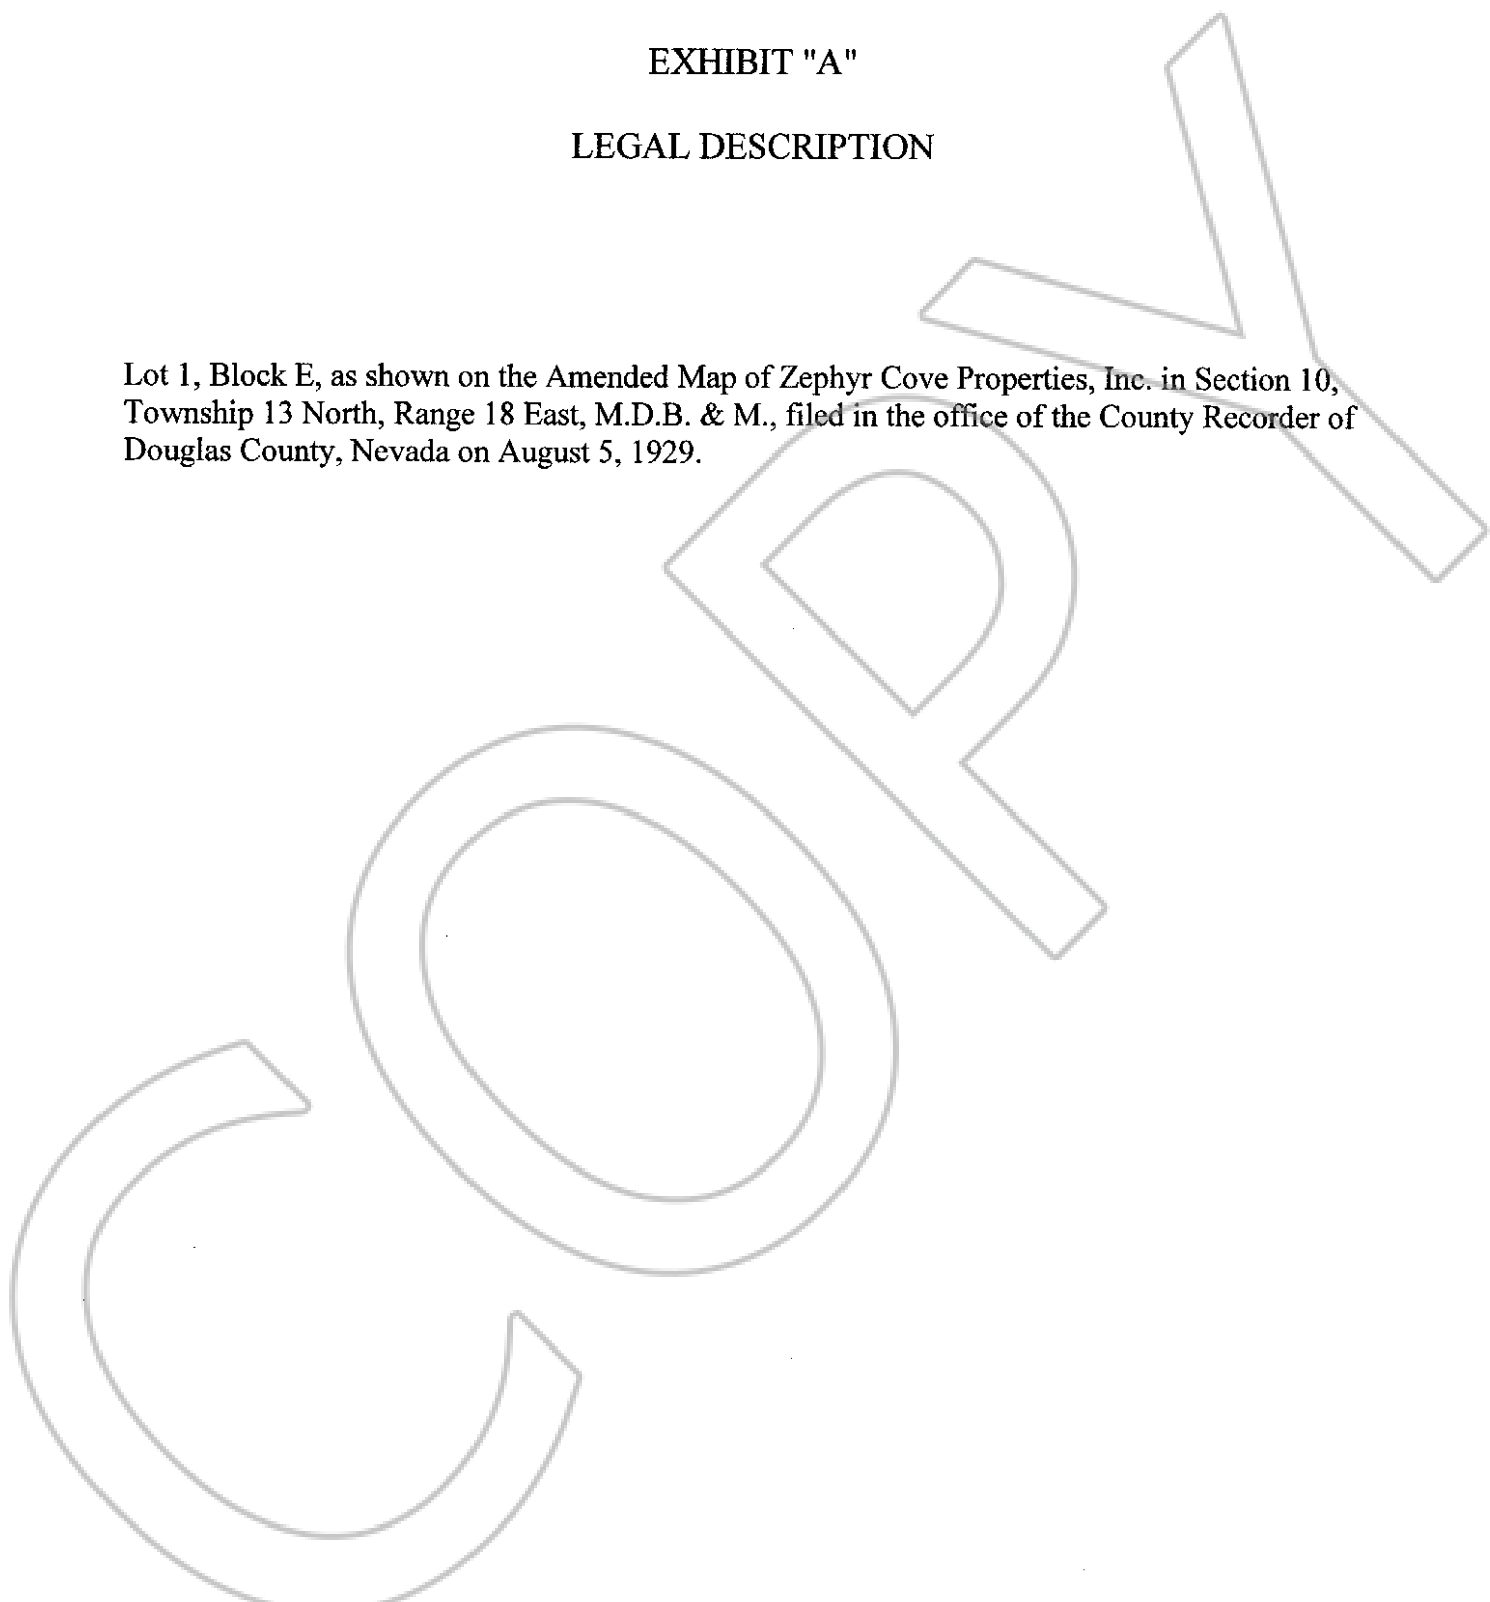 EXHIBIT "A"
LEGAL DESCRIPTION
Lot 1, Block E, as shown on the Amended Map of Zephyr Cove Properties, Inc. in Section 10,
Township 13 North, Range 18 East, M.D.B. & M., filed in the office of the County Recorder of
Douglas County, Nevada on August 5, 1929.
COPY